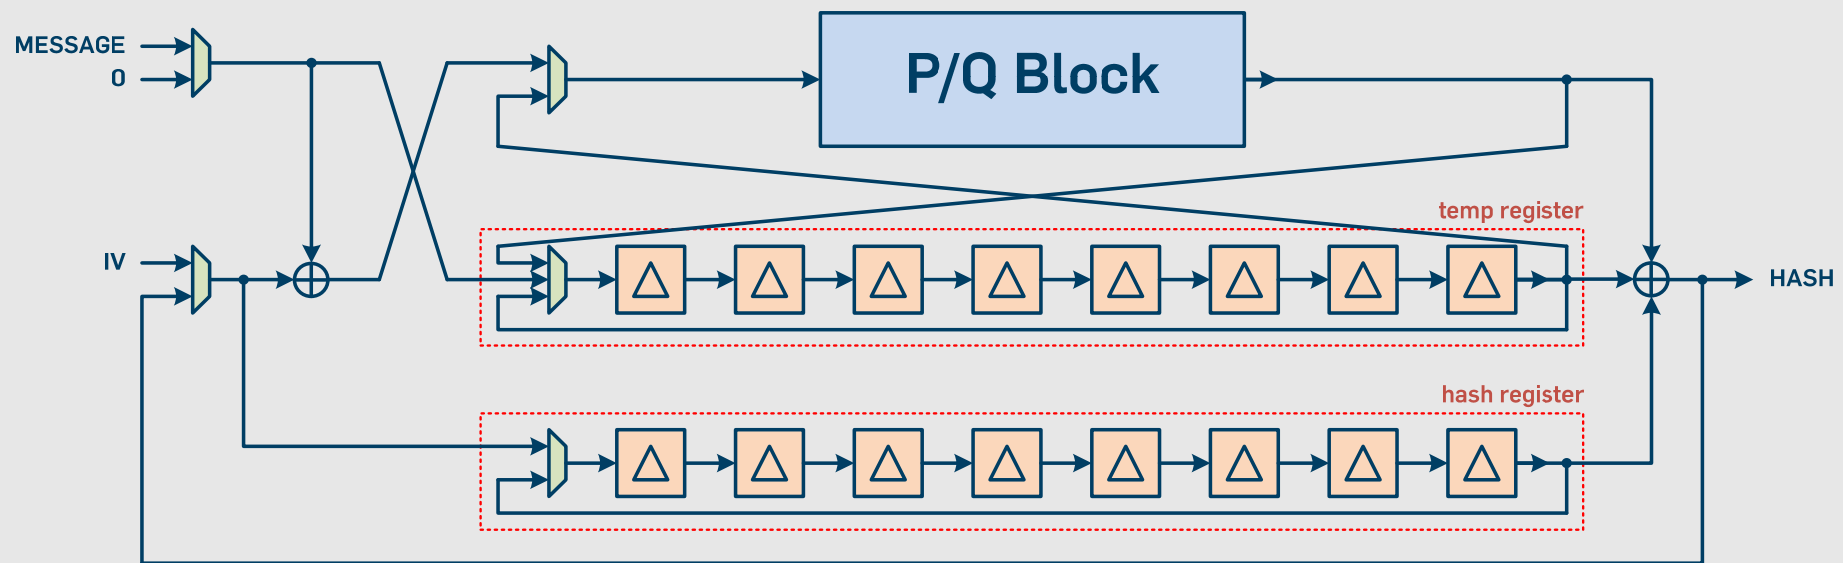 MESSAGE
0
P/Q Block
temp register
IV
HASH
hash register